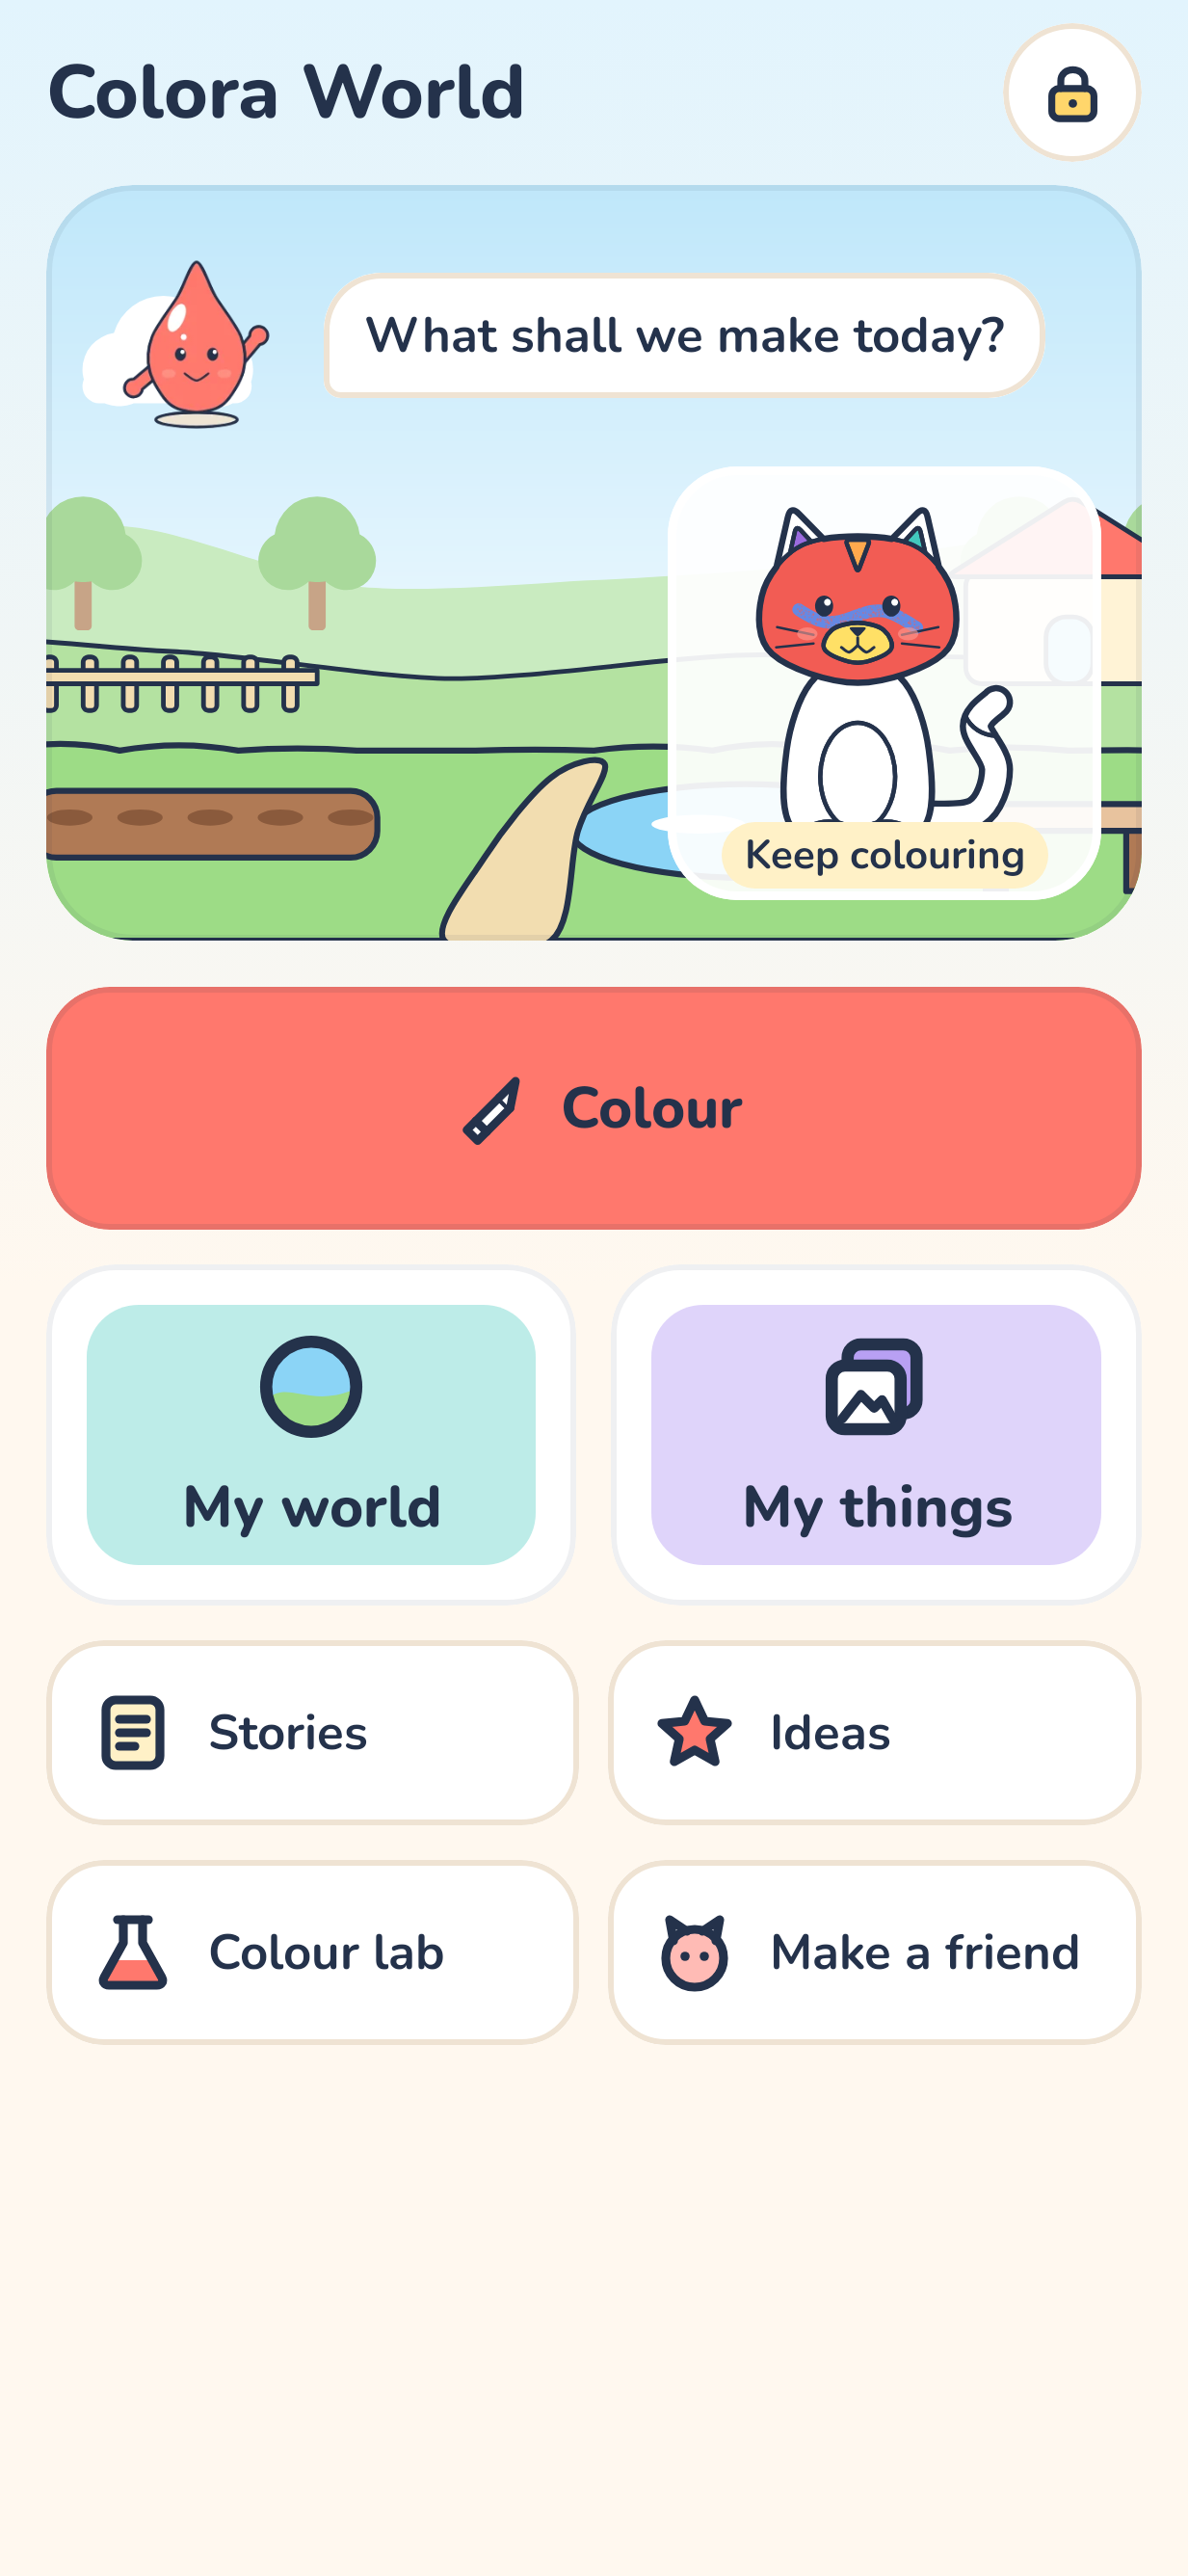 Colora World
What shall we make today?
Keep colouring
Colour
My world
My things
Stories
Ideas
Colour lab
Make a friend